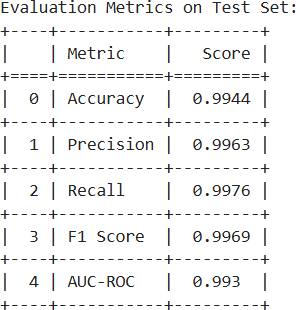 Evaluation Metrics on Test Set:
+----+-----------+---------+
|    | Metric    |   Score |
+====+===========+=========+
|  0 | Accuracy  |  0.9944 |
+----+-----------+---------+
|  1 | Precision |  0.9963 |
+----+-----------+---------+
|  2 | Recall    |  0.9976 |
+----+-----------+---------+
|  3 | F1 Score  |  0.9969 |
+----+-----------+---------+
|  4 | AUC-ROC   |  0.993  |
+----+-----------+---------+